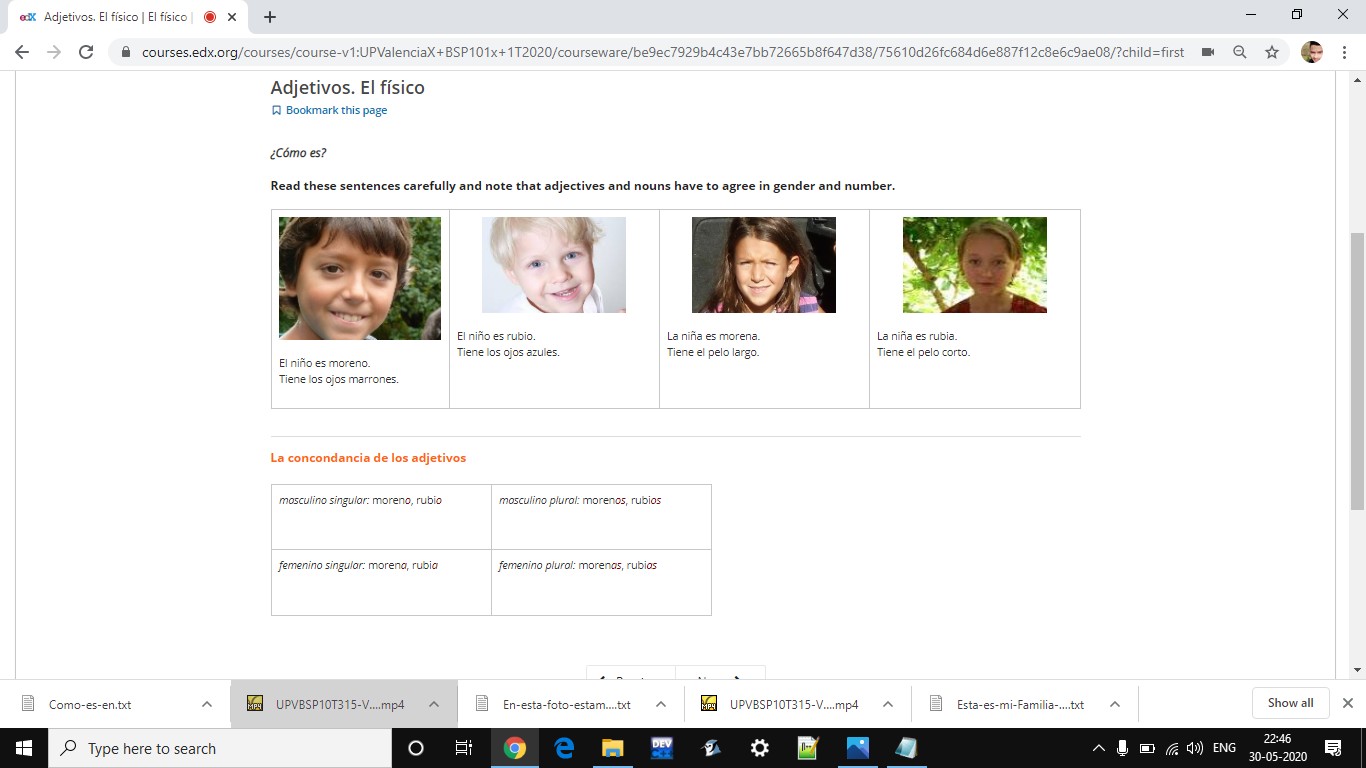 Adjetivos. El físico | El físico |
courses.edx.org/courses/course-v1:UPValenciaX+BSP101x+1T2020/courseware/be9ec7929b4c43e7bb72665b8f647d38/75610d26fc684d6e887f12c8e6c9ae08/?child=first
Adjetivos. El físico
Bookmark this page
¿Cómo es?
Read these sentences carefully and note that adjectives and nouns have to agree in gender and number.
El niño es moreno.
Tiene los ojos marrones.
El niño es rubio.
Tiene los ojos azules.
La niña es morena.
Tiene el pelo largo.
La niña es rubia.
Tiene el pelo corto.
La concondancia de los adjetivos
masculino singular: moreno, rubio
masculino plural: morenos, rubios
femenino singular: morena, rubia
femenino plural: morenas, rubias
Como-es-en.txt
UPVBSP10T315-V....mp4
En-esta-foto-estam....txt
UPVBSP10T315-V....mp4
Esta-es-mi-Familia-....txt
Show all
Type here to search
DEV
ENG
22:46
30-05-2020